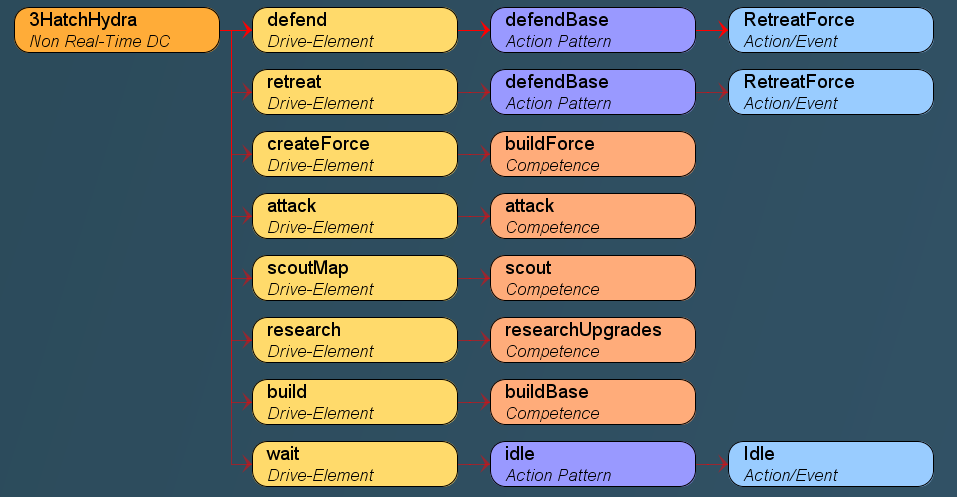 3HatchHydra
Non Real-Time DC
defend
Drive-Element
defendBase
Action Pattern
RetreatForce
Action/Event
retreat
Drive-Element
defendBase
Action Pattern
RetreatForce
Action/Event
createForce
Drive-Element
buildForce
Competence
attack
Drive-Element
attack
Competence
scoutMap
Drive-Element
scout
Competence
research
Drive-Element
researchUpgrades
Competence
build
Drive-Element
buildBase
Competence
wait
Drive-Element
idle
Action Pattern
Idle
Action/Event